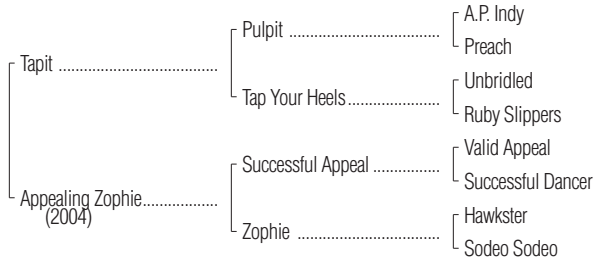 A.P. Indy
Pulpit ......................................
Preach
Tapit ........................................
Unbridled
Tap Your Heels.......................
Ruby Slippers
Valid Appeal
Successful Appeal .................
Successful Dancer
Appealing Zophie...................
(2004)
Hawkster
Zophie ....................................
Sodeo Sodeo